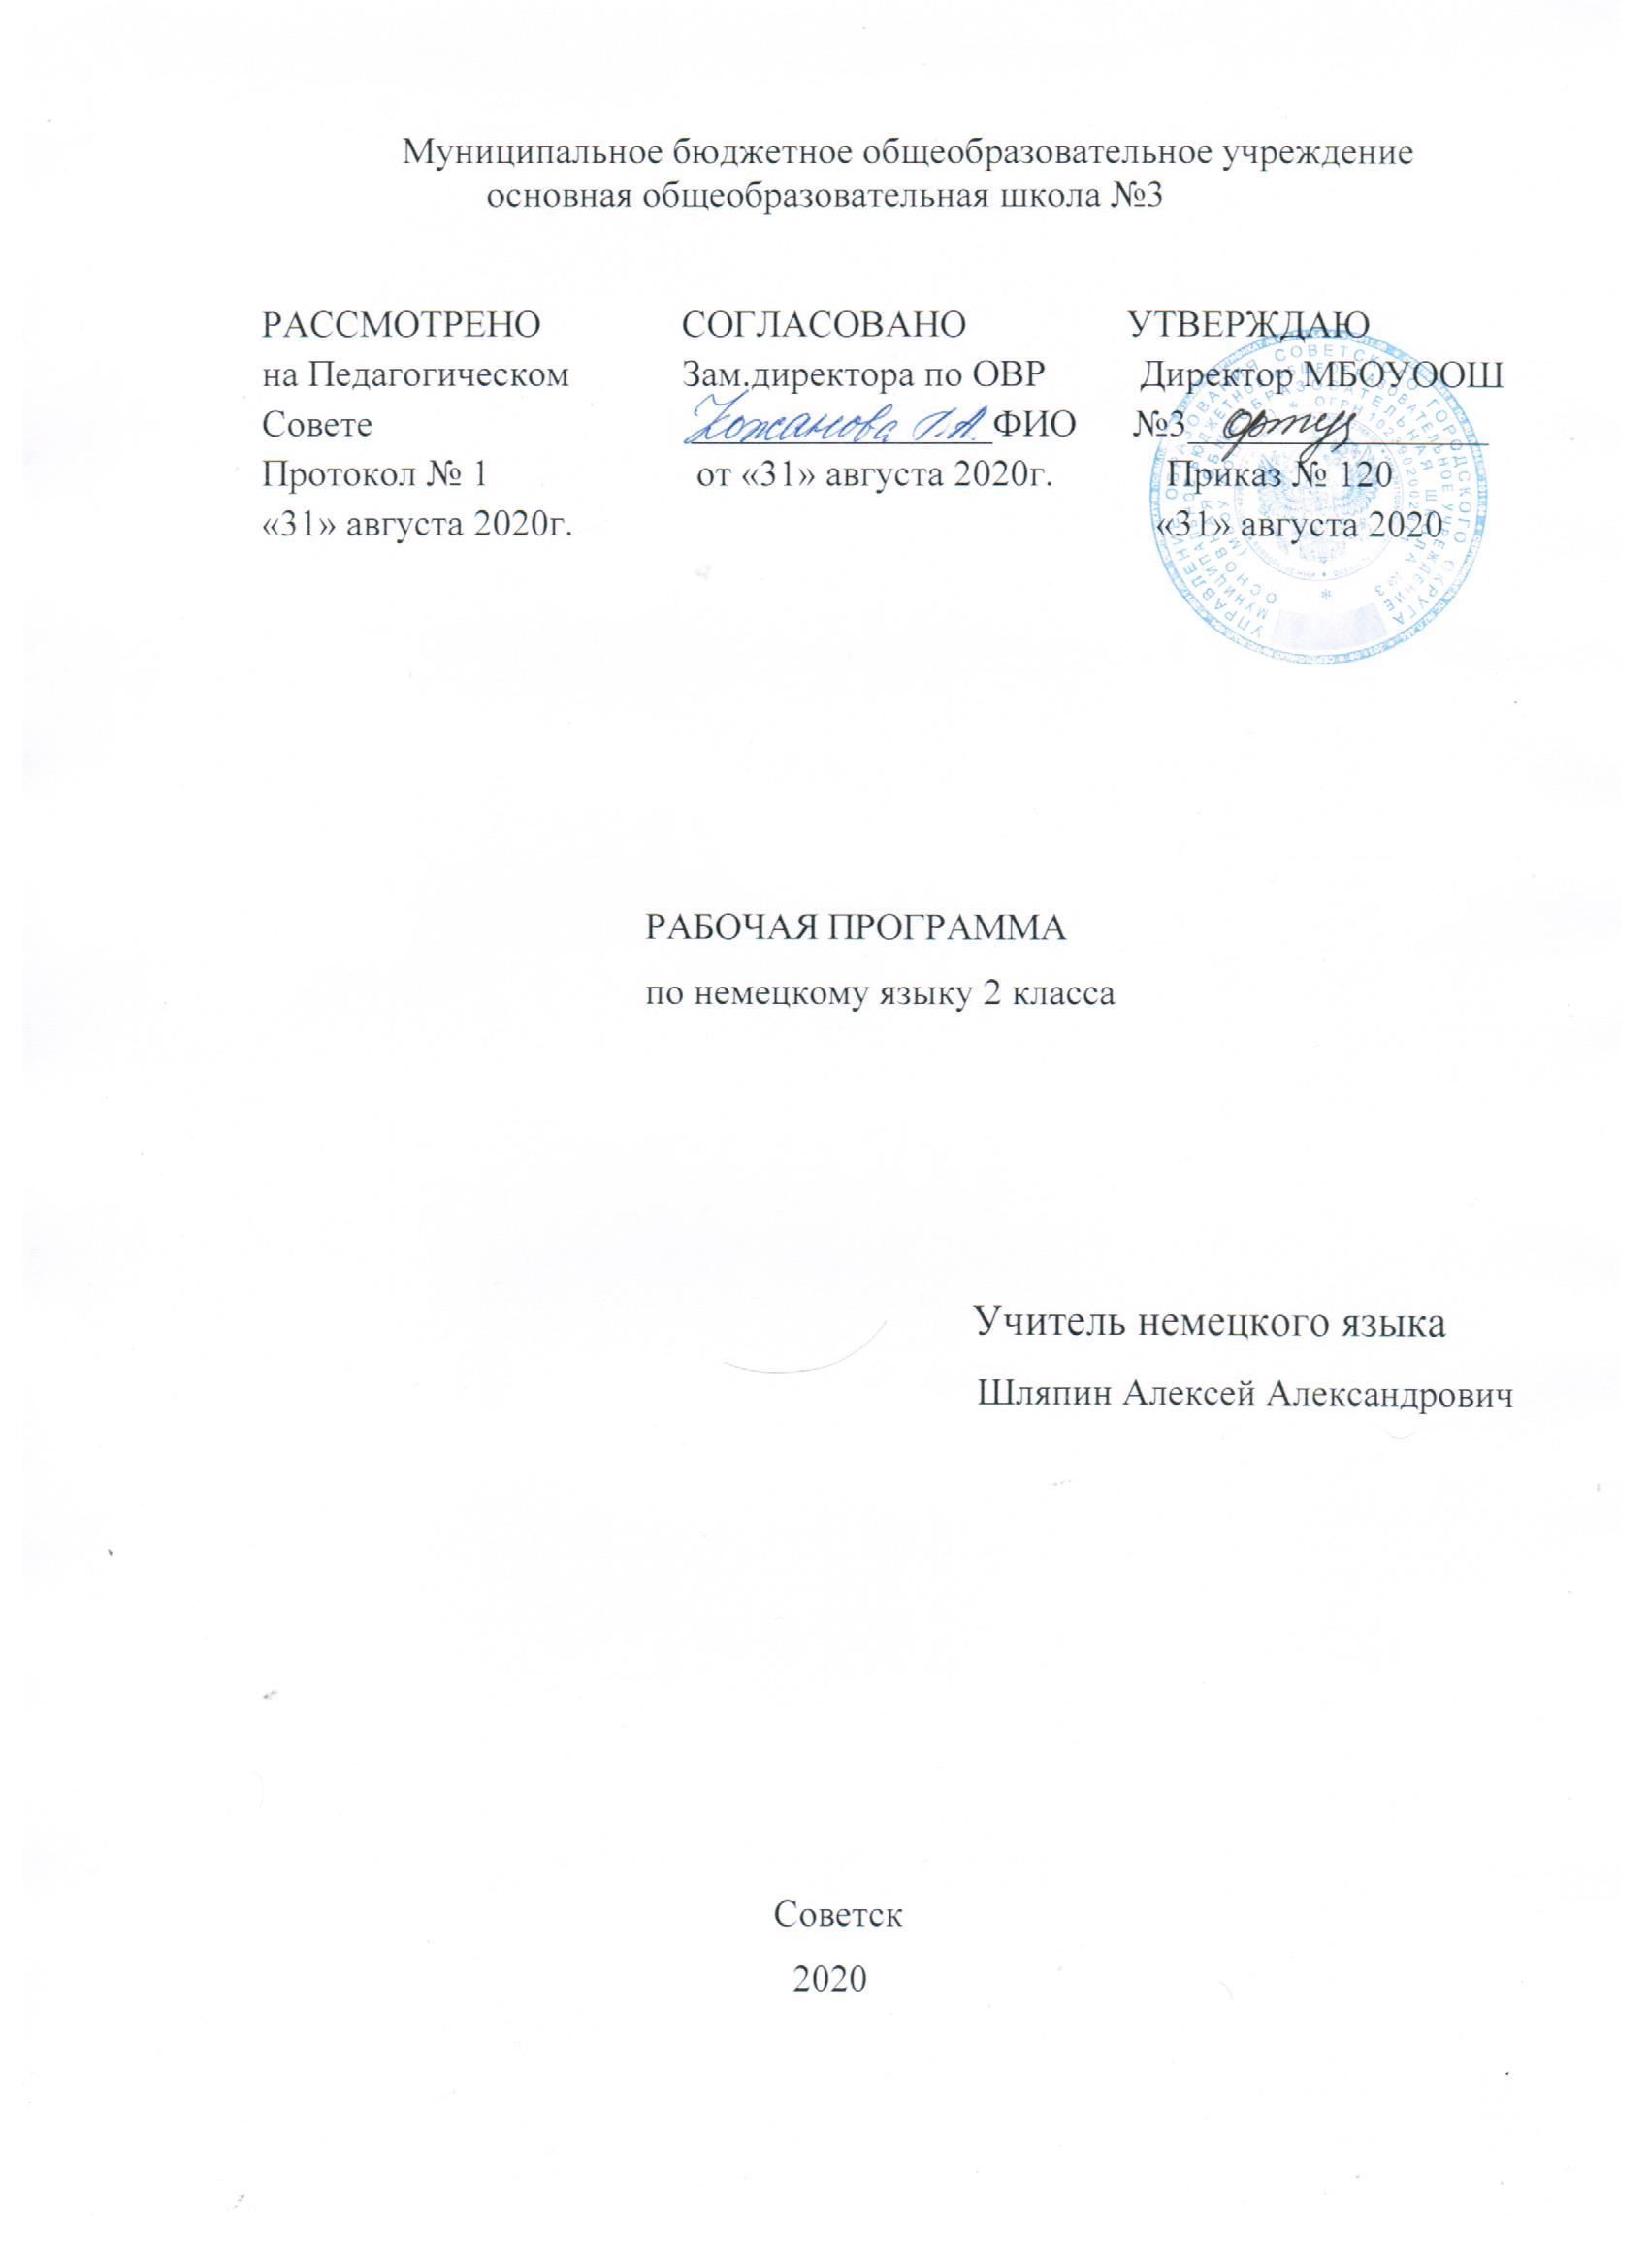 Муниципальное бюджетное общеобразовательное учреждение
основная общеобразовательная школа №3
РАССМОТРЕНО
на Педагогическом
Совете
Протокол № 1
«31» августа 2020г.
СОГЛАСОВАНО
Зам.директора по ОВР
Кожанова ФИО
от «31» августа 2020г.
УТВЕРЖДАЮ
Директор МБОУООШ
№3
Приказ № 120
«31» августа 2020
РАБОЧАЯ ПРОГРАММА
по немецкому языку 2 класса
Учитель немецкого языка
Шляпин Алексей Александрович
Советск
2020